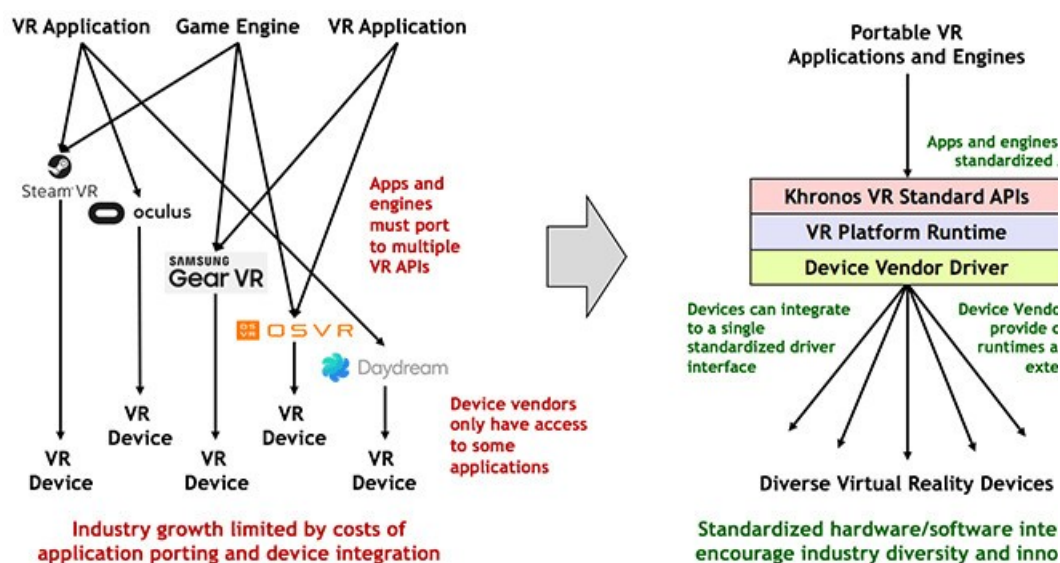 VR Application
Game Engine
VR Application
Steam VR
oculus
SAMSUNG
Gear VR
OSVR
OSVR
Daydream
Apps and
engines
must port
to multiple
VR APIs
VR
Device
VR
Device
VR
Device
VR
Device
VR
Device
Device vendors
only have access
to some
applications
Industry growth limited by costs of
application porting and device integration
Portable VR
Applications and Engines
Apps and engines
standardized
Khronos VR Standard APIs
VR Platform Runtime
Device Vendor Driver
Devices can integrate
to a single
standardized driver
interface
Device
provide
runtimes
Diverse Virtual Reality Devices
Standardized hardware/software
encourage industry diversity and